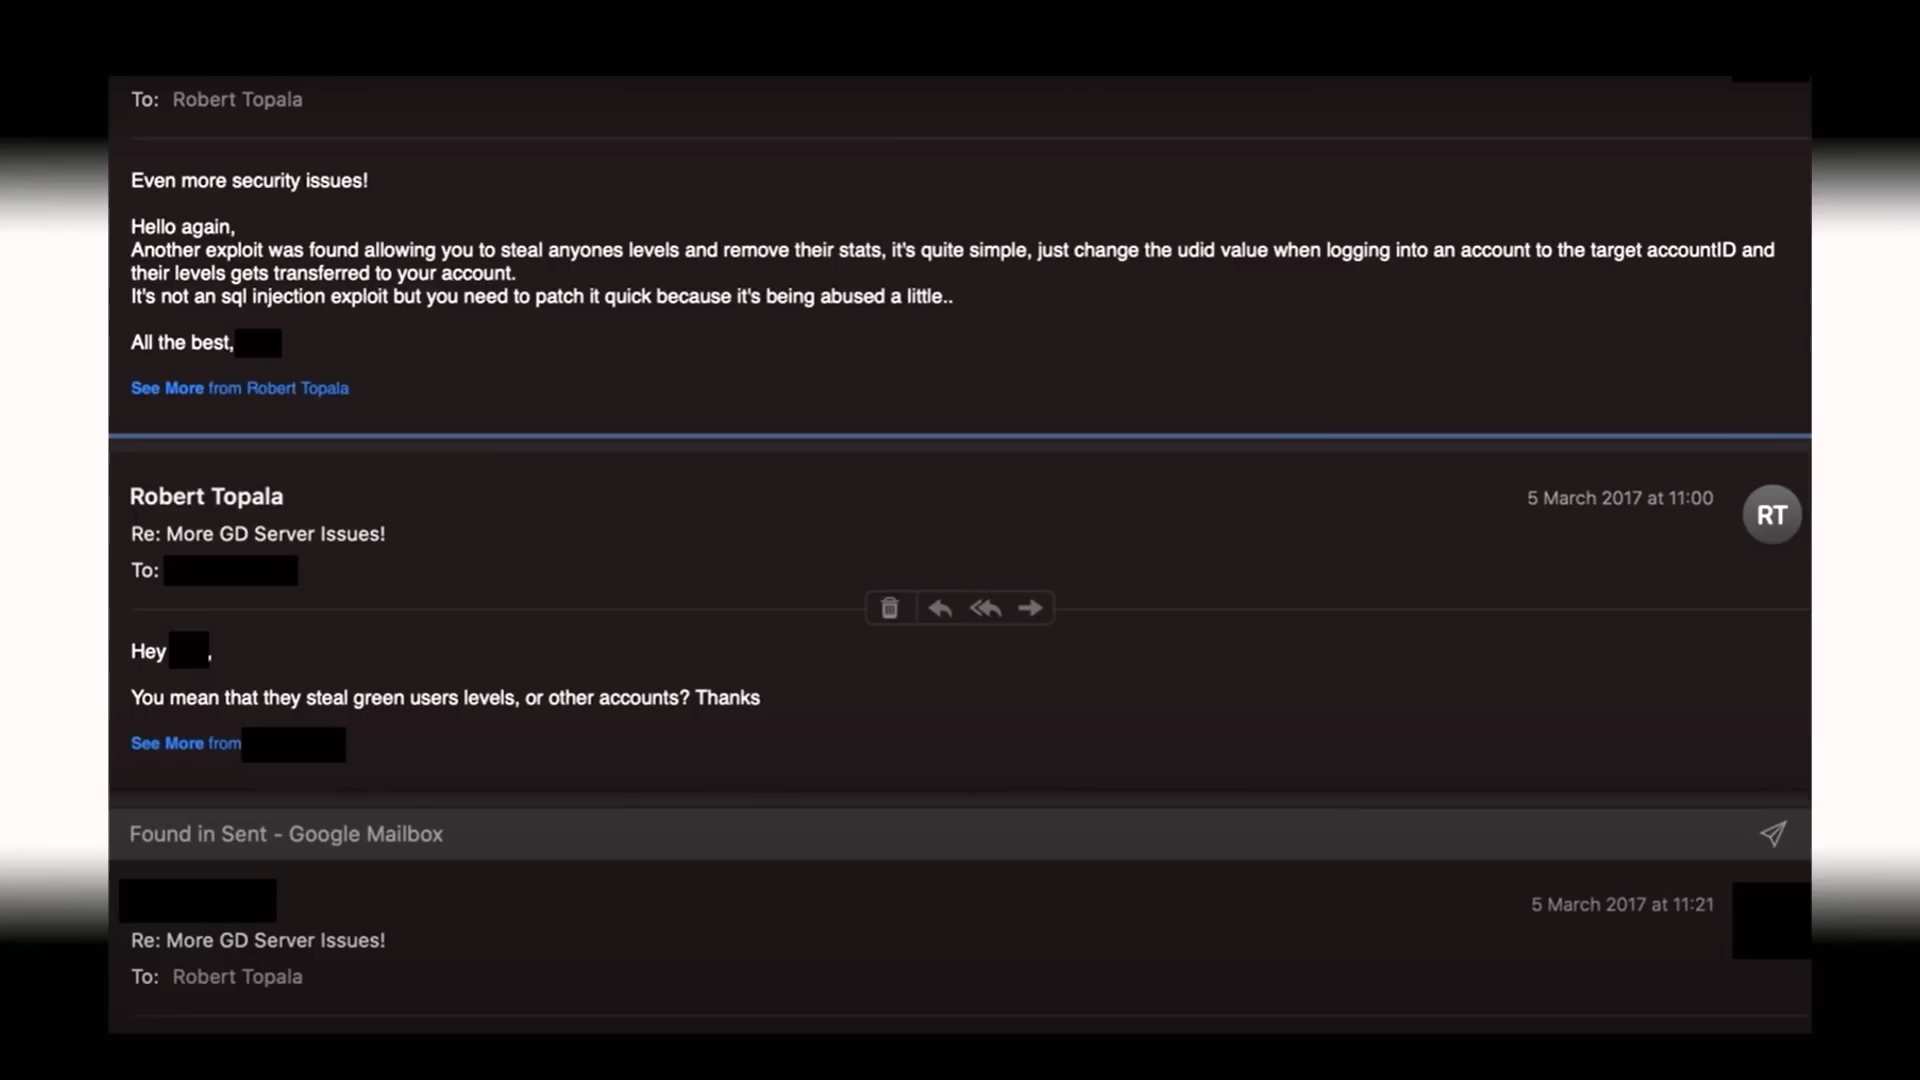 To: Robert Topala
Even more security issues!
Hello again,
Another exploit was found allowing you to steal anyones levels and remove their stats, it's quite simple, just change the udid value when logging into an account to the target accountID and
their levels gets transferred to your account.
It's not an sql injection exploit but you need to patch it quick because it's being abused a little..
All the best,
See More from Robert Topala
Robert Topala
5 March 2017 at 11:00
RT
Re: More GD Server Issues!
To:
Hey ,
You mean that they steal green users levels, or other accounts? Thanks
See More from
Found in Sent - Google Mailbox
5 March 2017 at 11:21
Re: More GD Server Issues!
To: Robert Topala